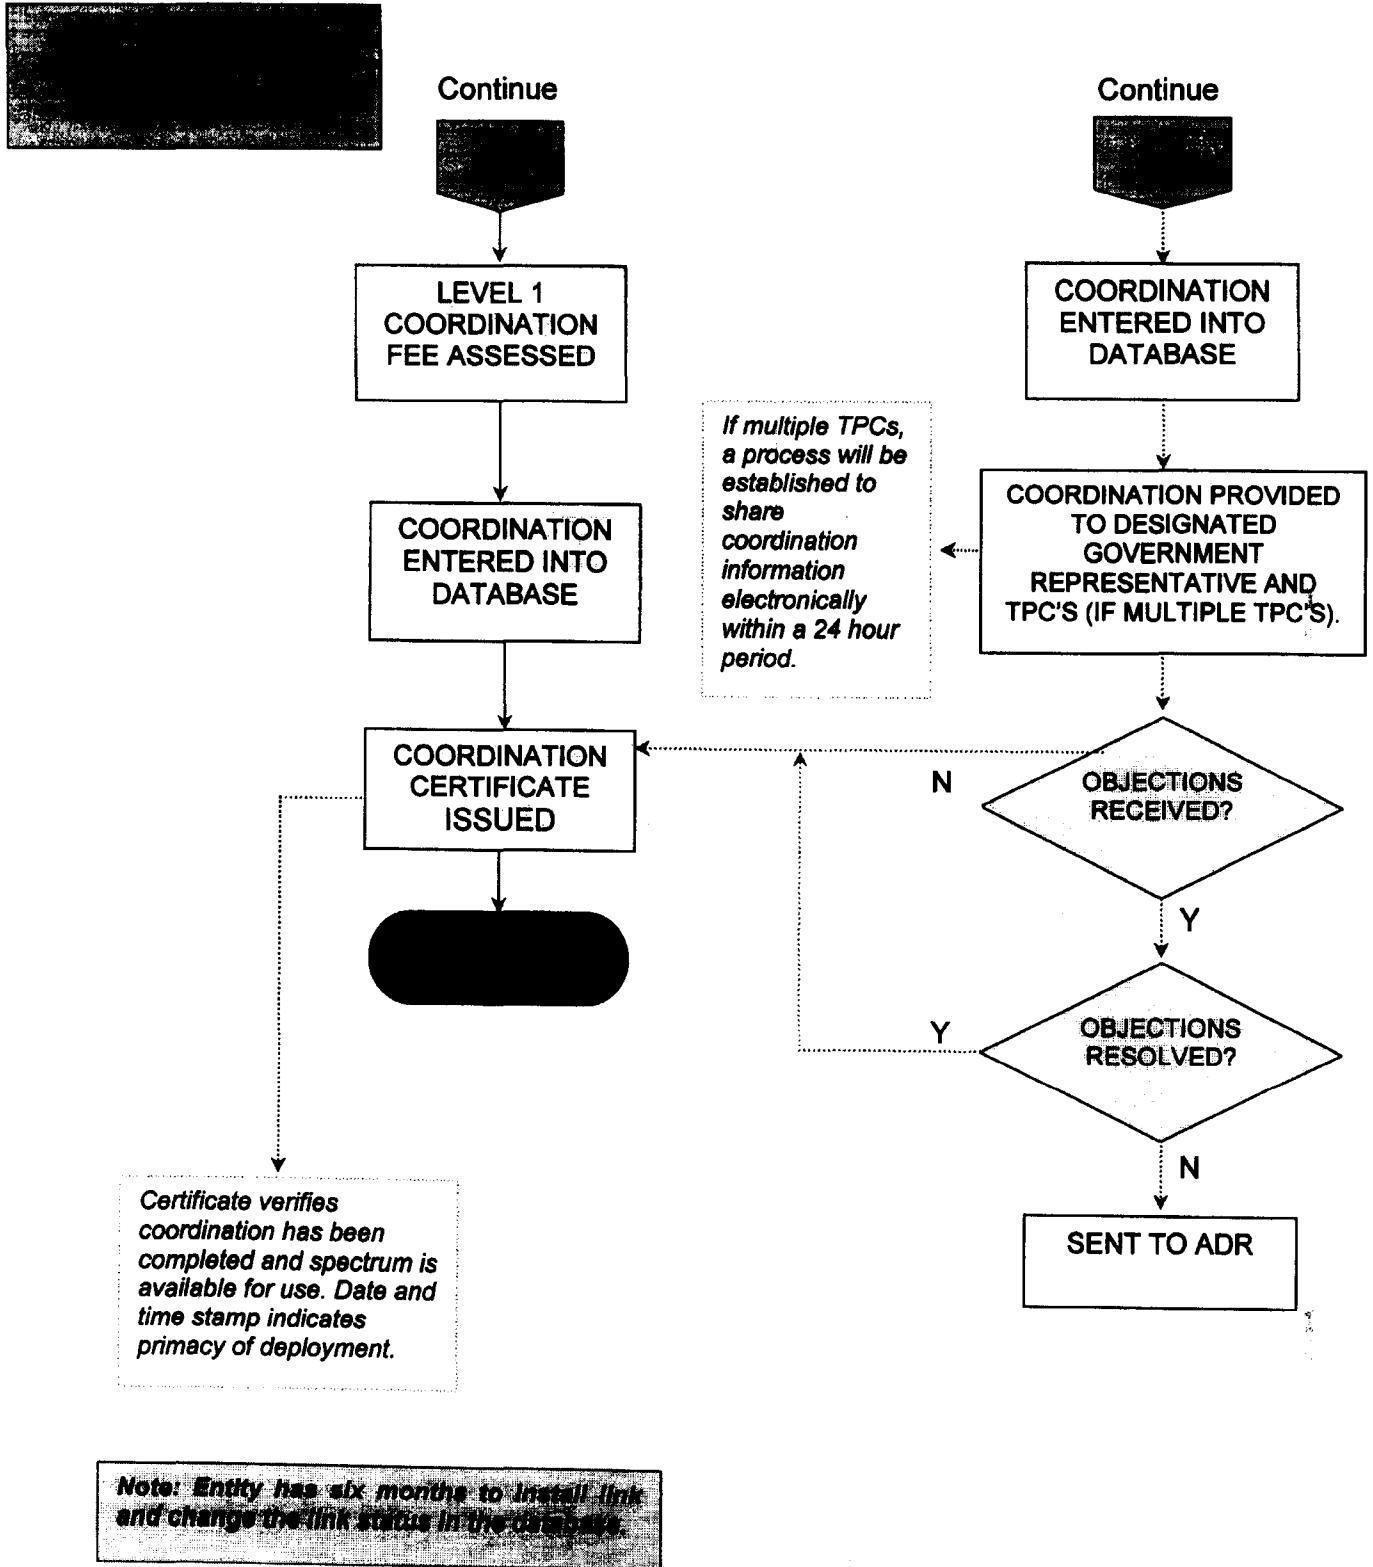 Continue
LEVEL 1
COORDINATION
FEE ASSESSED
COORDINATION
ENTERED INTO
DATABASE
COORDINATION
CERTIFICATE
ISSUED
Certificate verifies
coordination has been
completed and spectrum is
available for use. Date and
time stamp indicates
primacy of deployment.
Note: Entity has six months to install link
and change the link status in the database.
Continue
COORDINATION
ENTERED INTO
DATABASE
COORDINATION PROVIDED
TO DESIGNATED
GOVERNMENT
REPRESENTATIVE AND
TPC'S (IF MULTIPLE TPC'S).
If multiple TPCs,
a process will be
established to
share
coordination
information
electronically
within a 24 hour
period.
OBJECTIONS
RECEIVED?
N
Y
OBJECTIONS
RESOLVED?
Y
N
SENT TO ADR